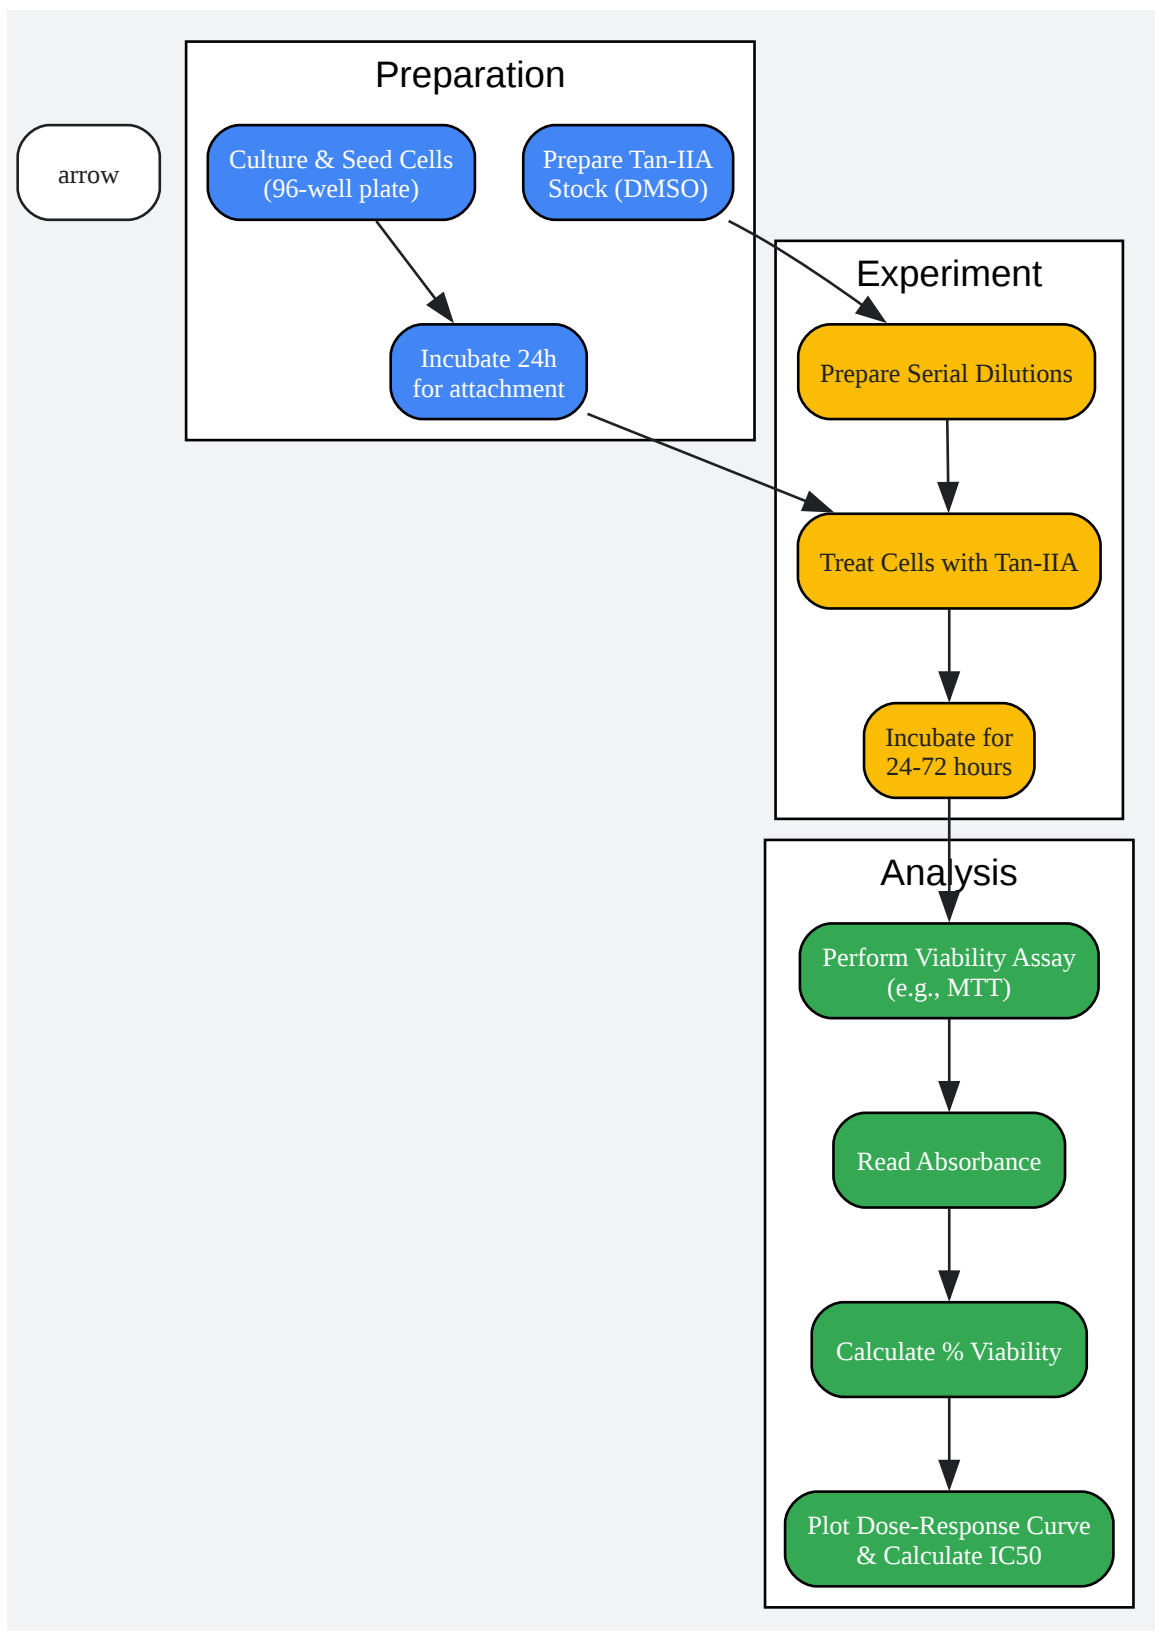 Preparation
arrow
Culture & Seed Cells
(96-well plate)
Prepare Tan-IIA
Stock (DMSO)
Incubate 24h
for attachment
Experiment
Prepare Serial Dilutions
Treat Cells with Tan-IIA
Incubate for
24-72 hours
Analysis
Perform Viability Assay
(e.g., MTT)
Read Absorbance
Calculate % Viability
Plot Dose-Response Curve
& Calculate IC50